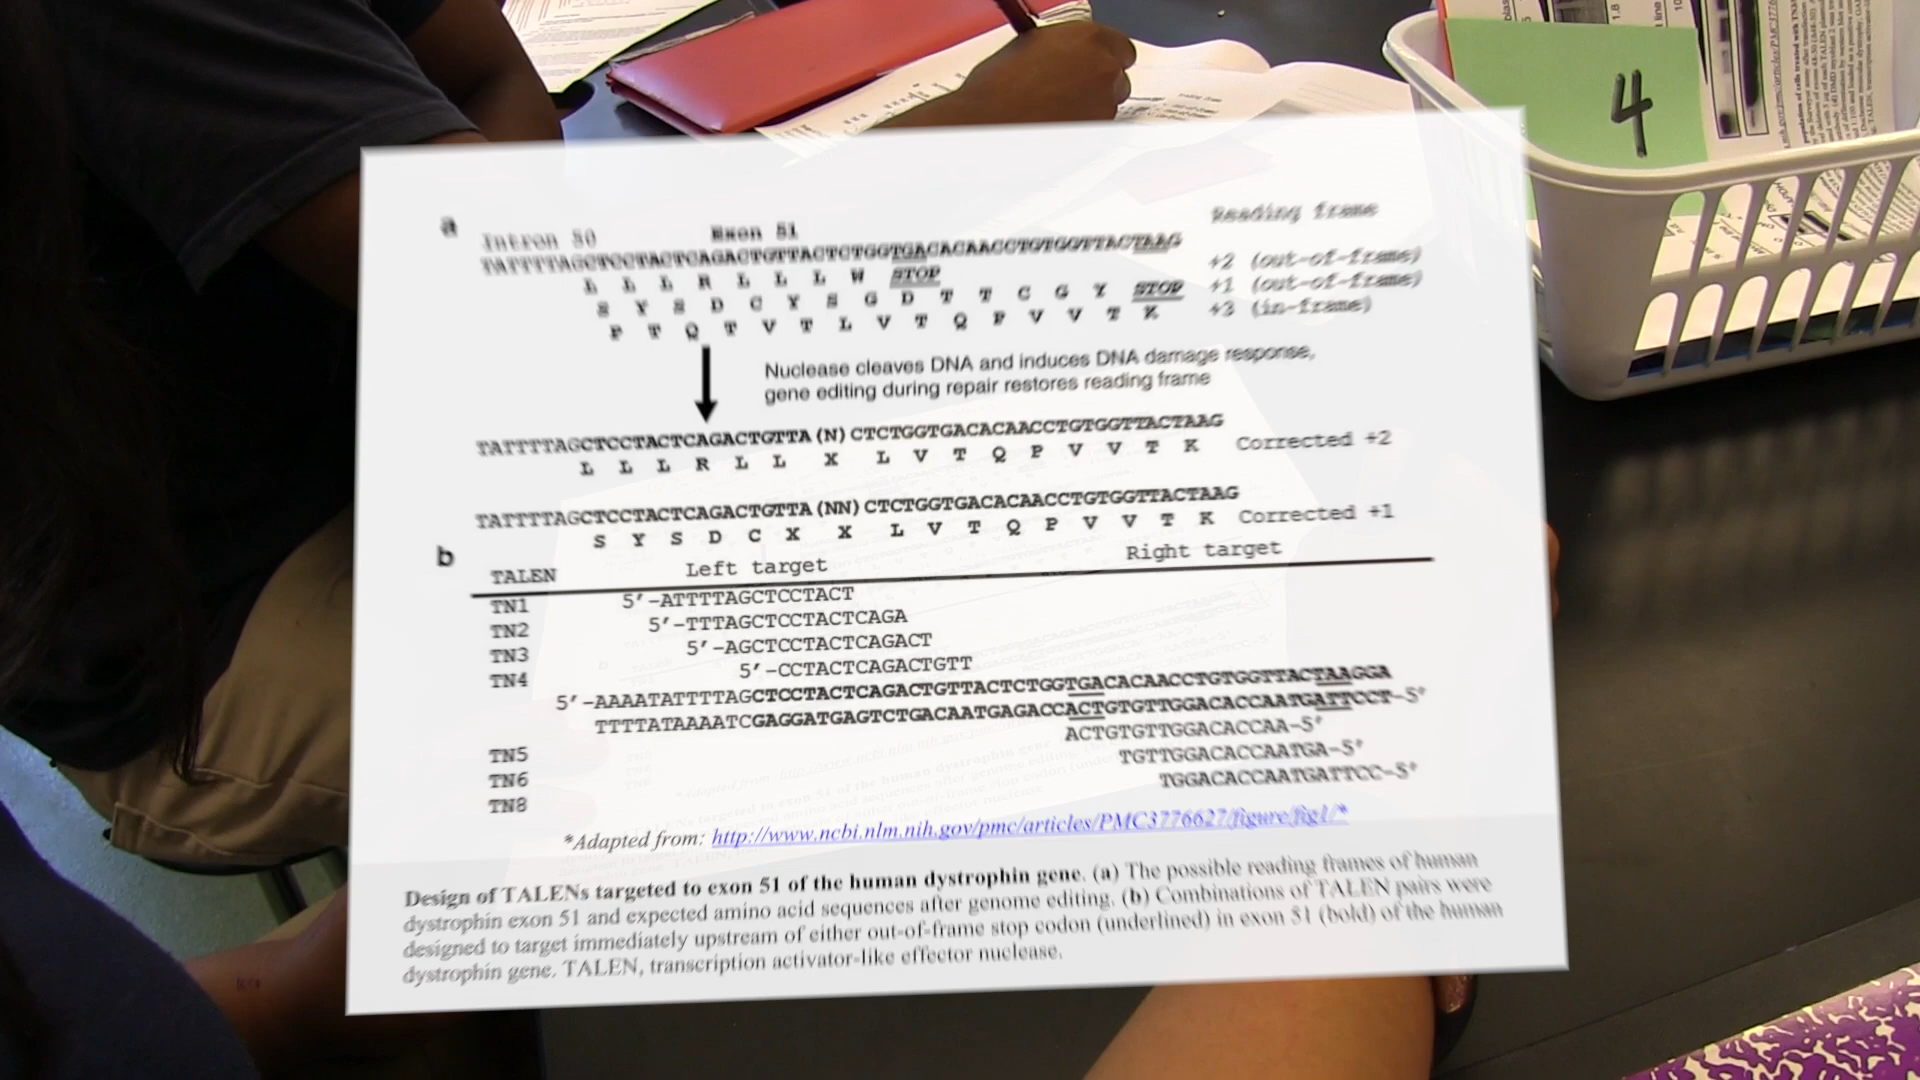 4
a
Intron 50 Exon 51 Reading frame
TATTTTAGCTCCTACTCAGACTGTTACTCTGGTGACACAACCTGTGGTTACTAAG
L L L R L L L W STOP +2 (out-of-frame)
S Y S D C Y S G D T T C G Y STOP +1 (out-of-frame)
P T Q T V T L V T Q P V V T K +3 (in-frame)
Nuclease cleaves DNA and induces DNA damage response,
gene editing during repair restores reading frame
TATTTTAGCTCCTACTCAGACTGTTA (N) CTCTGGTGACACAACCTGTGGTTACTAAG
L L L R L L X L V T Q P V V T K Corrected +2
TATTTTAGCTCCTACTCAGACTGTTA (NN) CTCTGGTGACACAACCTGTGGTTACTAAG
S Y S D C X X L V T Q P V V T K Corrected +1
b
TALEN Left target Right target
TN1 5’-ATTTTAGCTCCTACT
TN2 5’-TTTAGCTCCTACTCAGA
TN3 5’-AGCTCCTACTCAGACT
TN4 5’-CCTACTCAGACTGTT
5’-AAAATATTTTAGCTCCTACTCAGACTGTTACTCTGGTGACACAACCTGTGGTTACTAAGGA
TTTTATAAAATCGAGGATGAGTCTGACAATGAGACCACTGTGTTGGACACCAATGATTCCT-5’
TN5 ACTGTGTTGGACACCAA-5’
TN6 TGTTGGACACCAATGA-5’
TN8 TGGACACCAATGATTCC-5’
*Adapted from: http://www.ncbi.nlm.nih.gov/pmc/articles/PMC3776627/figure/fig1/*
Design of TALENs targeted to exon 51 of the human dystrophin gene. (a) The possible reading frames of human
dystrophin exon 51 and expected amino acid sequences after genome editing. (b) Combinations of TALEN pairs were
designed to target immediately upstream of either out-of-frame stop codon (underlined) in exon 51 (bold) of the human
dystrophin gene. TALEN, transcription activator-like effector nuclease.